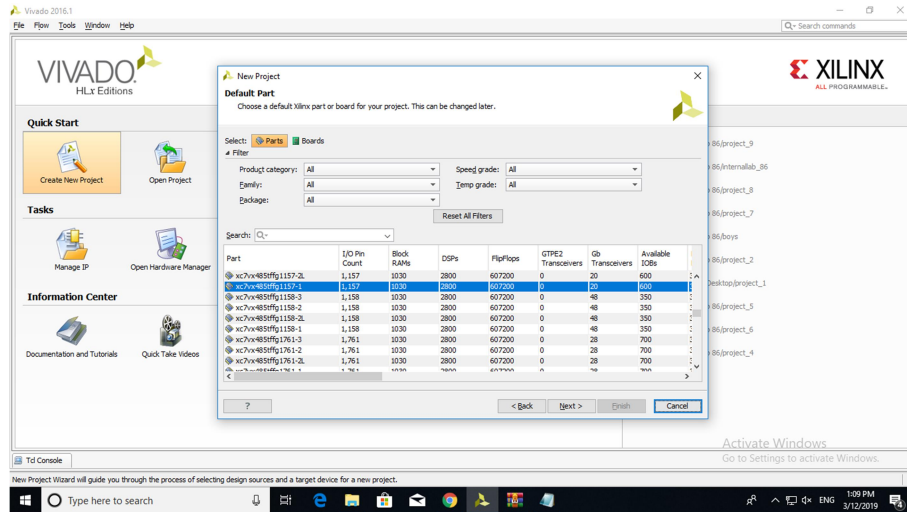 Vivado 2016.1
File Flow Tools Window Help
Search commands
VIVADO.
HLx Editions
XILINX
ALL PROGRAMMABLE.
Quick Start
Create New Project
Open Project
Tasks
Manage IP
Open Hardware Manager
Information Center
Documentation and Tutorials
Quick Take Videos
New Project
Default Part
Choose a default Xilinx part or board for your project. This can be changed later.
Select: Parts Boards
Filter
Product category: All Speed grade: All
Family: All Temp grade: All
Package: All
Reset All Filters
Search:
Part I/O Pin Count Block RAMs DSPs FlipFlops GTPE2 Transceivers Gb Transceivers Available IOBs
xc7vx485tffg1157-2L 1,157 1030 2800 607200 0 20 600
xc7vx485tffg1157-1 1,157 1030 2800 607200 0 20 600
xc7vx485tffg1158-3 1,158 1030 2800 607200 0 48 350
xc7vx485tffg1158-2 1,158 1030 2800 607200 0 48 350
xc7vx485tffg1158-2L 1,158 1030 2800 607200 0 48 350
xc7vx485tffg1158-1 1,158 1030 2800 607200 0 48 350
xc7vx485tffg1761-3 1,761 1030 2800 607200 0 28 700
xc7vx485tffg1761-2 1,761 1030 2800 607200 0 28 700
xc7vx485tffg1761-2L 1,761 1030 2800 607200 0 28 700
xc7vx485tffg1761-1 1,761 1030 2800 607200 0 28 700
? < Back Next > Finish Cancel
86/project_9
86/internallab_86
86/project_8
86/project_7
86/boys
86/project_2
Desktop/project_1
86/project_5
86/project_6
86/project_4
Activate Windows
Go to Settings to activate Windows.
Tcl Console
New Project Wizard will guide you through the process of selecting design sources and a target device for a new project.
Type here to search
ENG
1:09 PM
3/12/2019
4